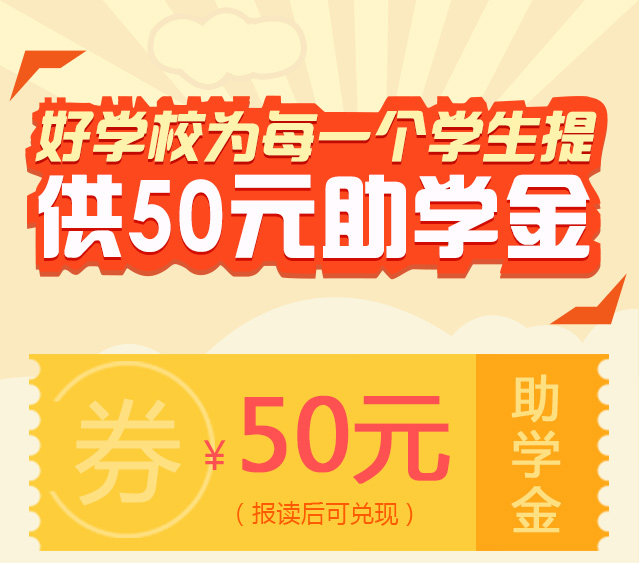 好学校为每一个学生提
供50元助学金
券
¥50元
（报读后可兑现）
助学金